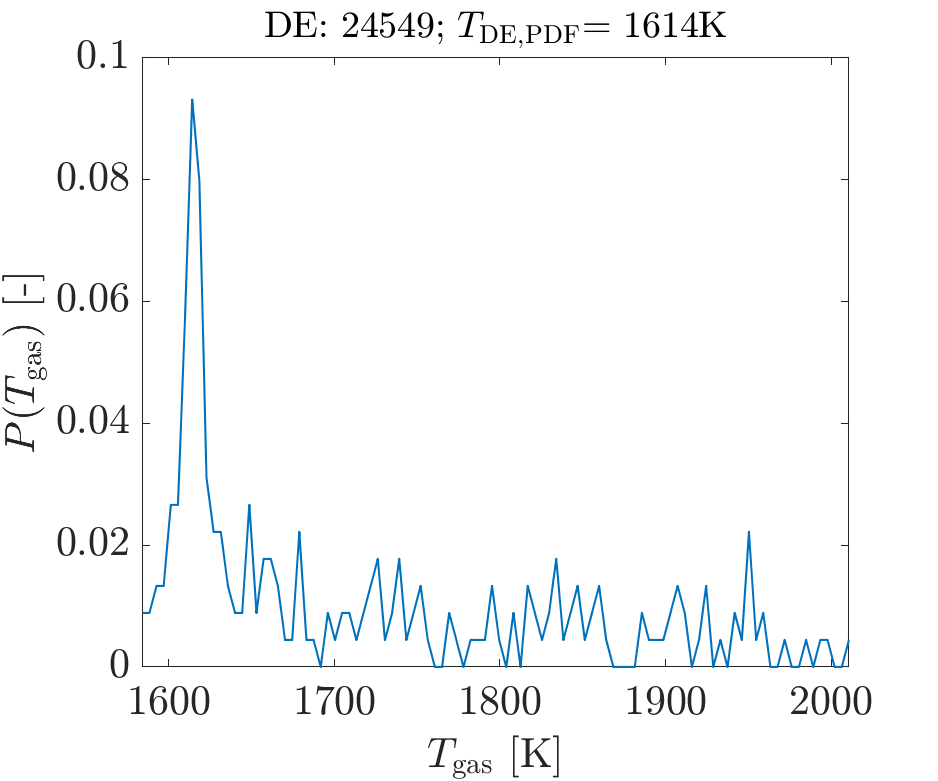 DE: 24549; T_DE,PDF= 1614K
0.1
0.08
0.06
0.04
0.02
0
P(T_gas) [-]
1600 1700 1800 1900 2000
T_gas [K]